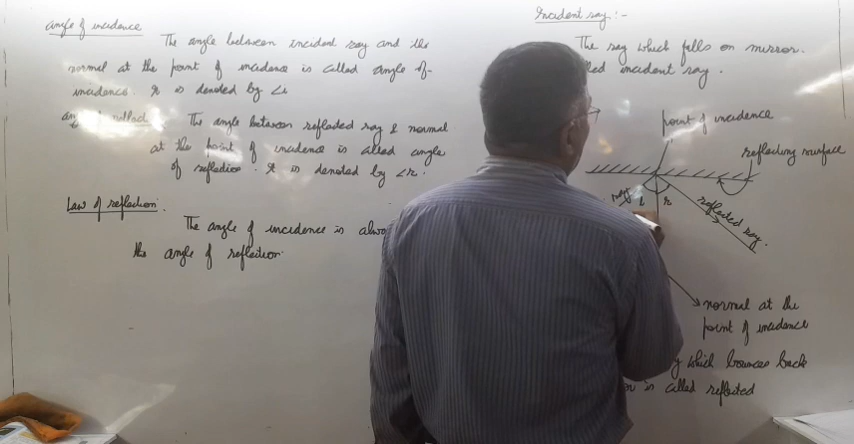 angle of incidence
The angle between incident ray and the
normal at the point of incidence is called angle of
incidence. It is denoted by ∠i
The angle between reflected ray & normal
at the point of incidence is called angle
of reflection. It is denoted by ∠r.
Law of reflection.
The angle of incidence is
the angle of reflection.
Incident ray :-
The ray which falls on mirror.
incident ray.
point of incidence
reflecting surface
ray
i r
reflected ray.
normal at the
point of incidence
which bounces back
is called reflected